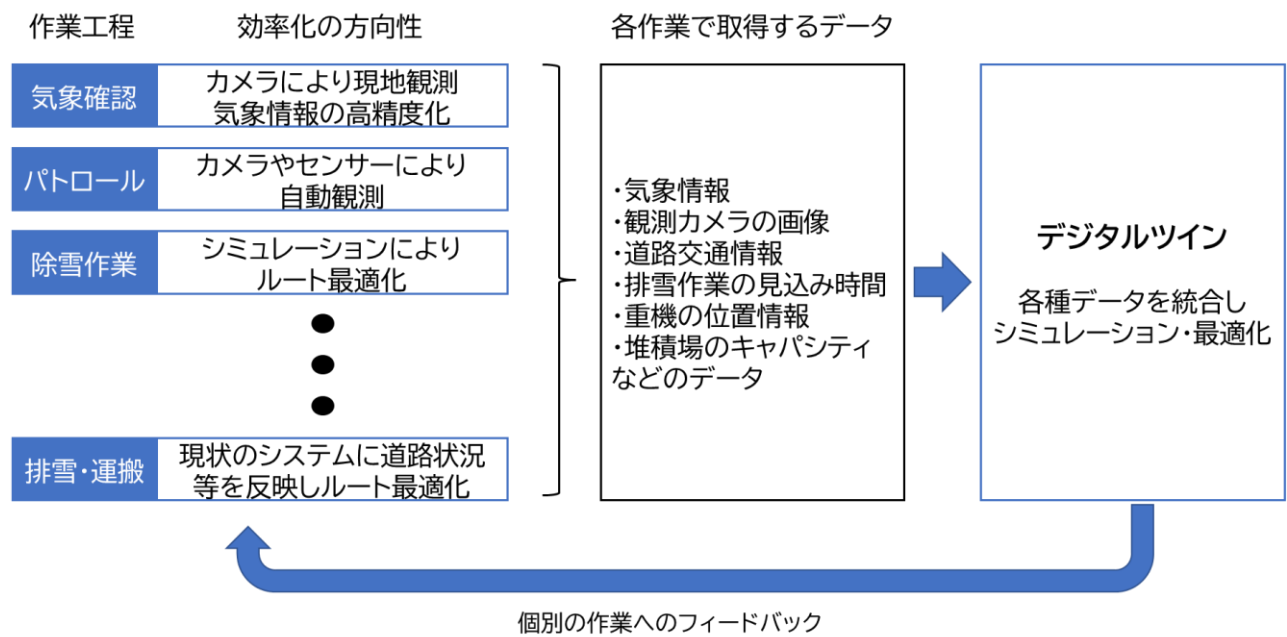 作業工程
効率化の方向性
各作業で取得するデータ
気象確認
カメラにより現地観測
気象情報の高精度化
パトロール
カメラやセンサーにより
自動観測
除雪作業
シミュレーションにより
ルート最適化
排雪・運搬
現状のシステムに道路状況
等を反映しルート最適化
・気象情報
・観測カメラの画像
・道路交通情報
・排雪作業の見込み時間
・重機の位置情報
・堆積場のキャパシティ
などのデータ
デジタルツイン
各種データを統合し
シミュレーション・最適化
個別の作業へのフィードバック